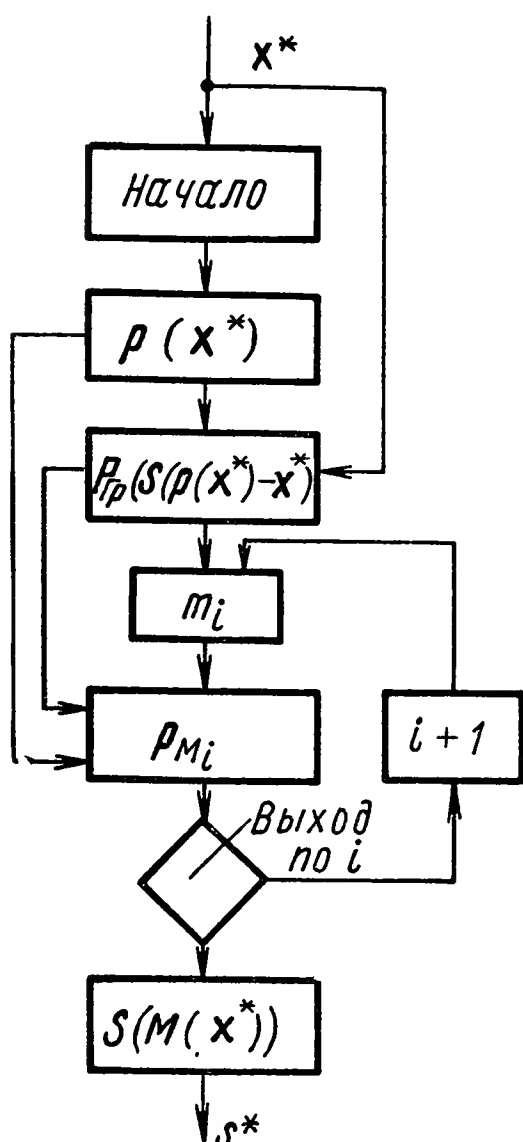 x*
Начало
p(x*)
Pгр(S(p(x*)-x*)
mi
pMi
i+1
Выход
по i
S(M(x*))
s*